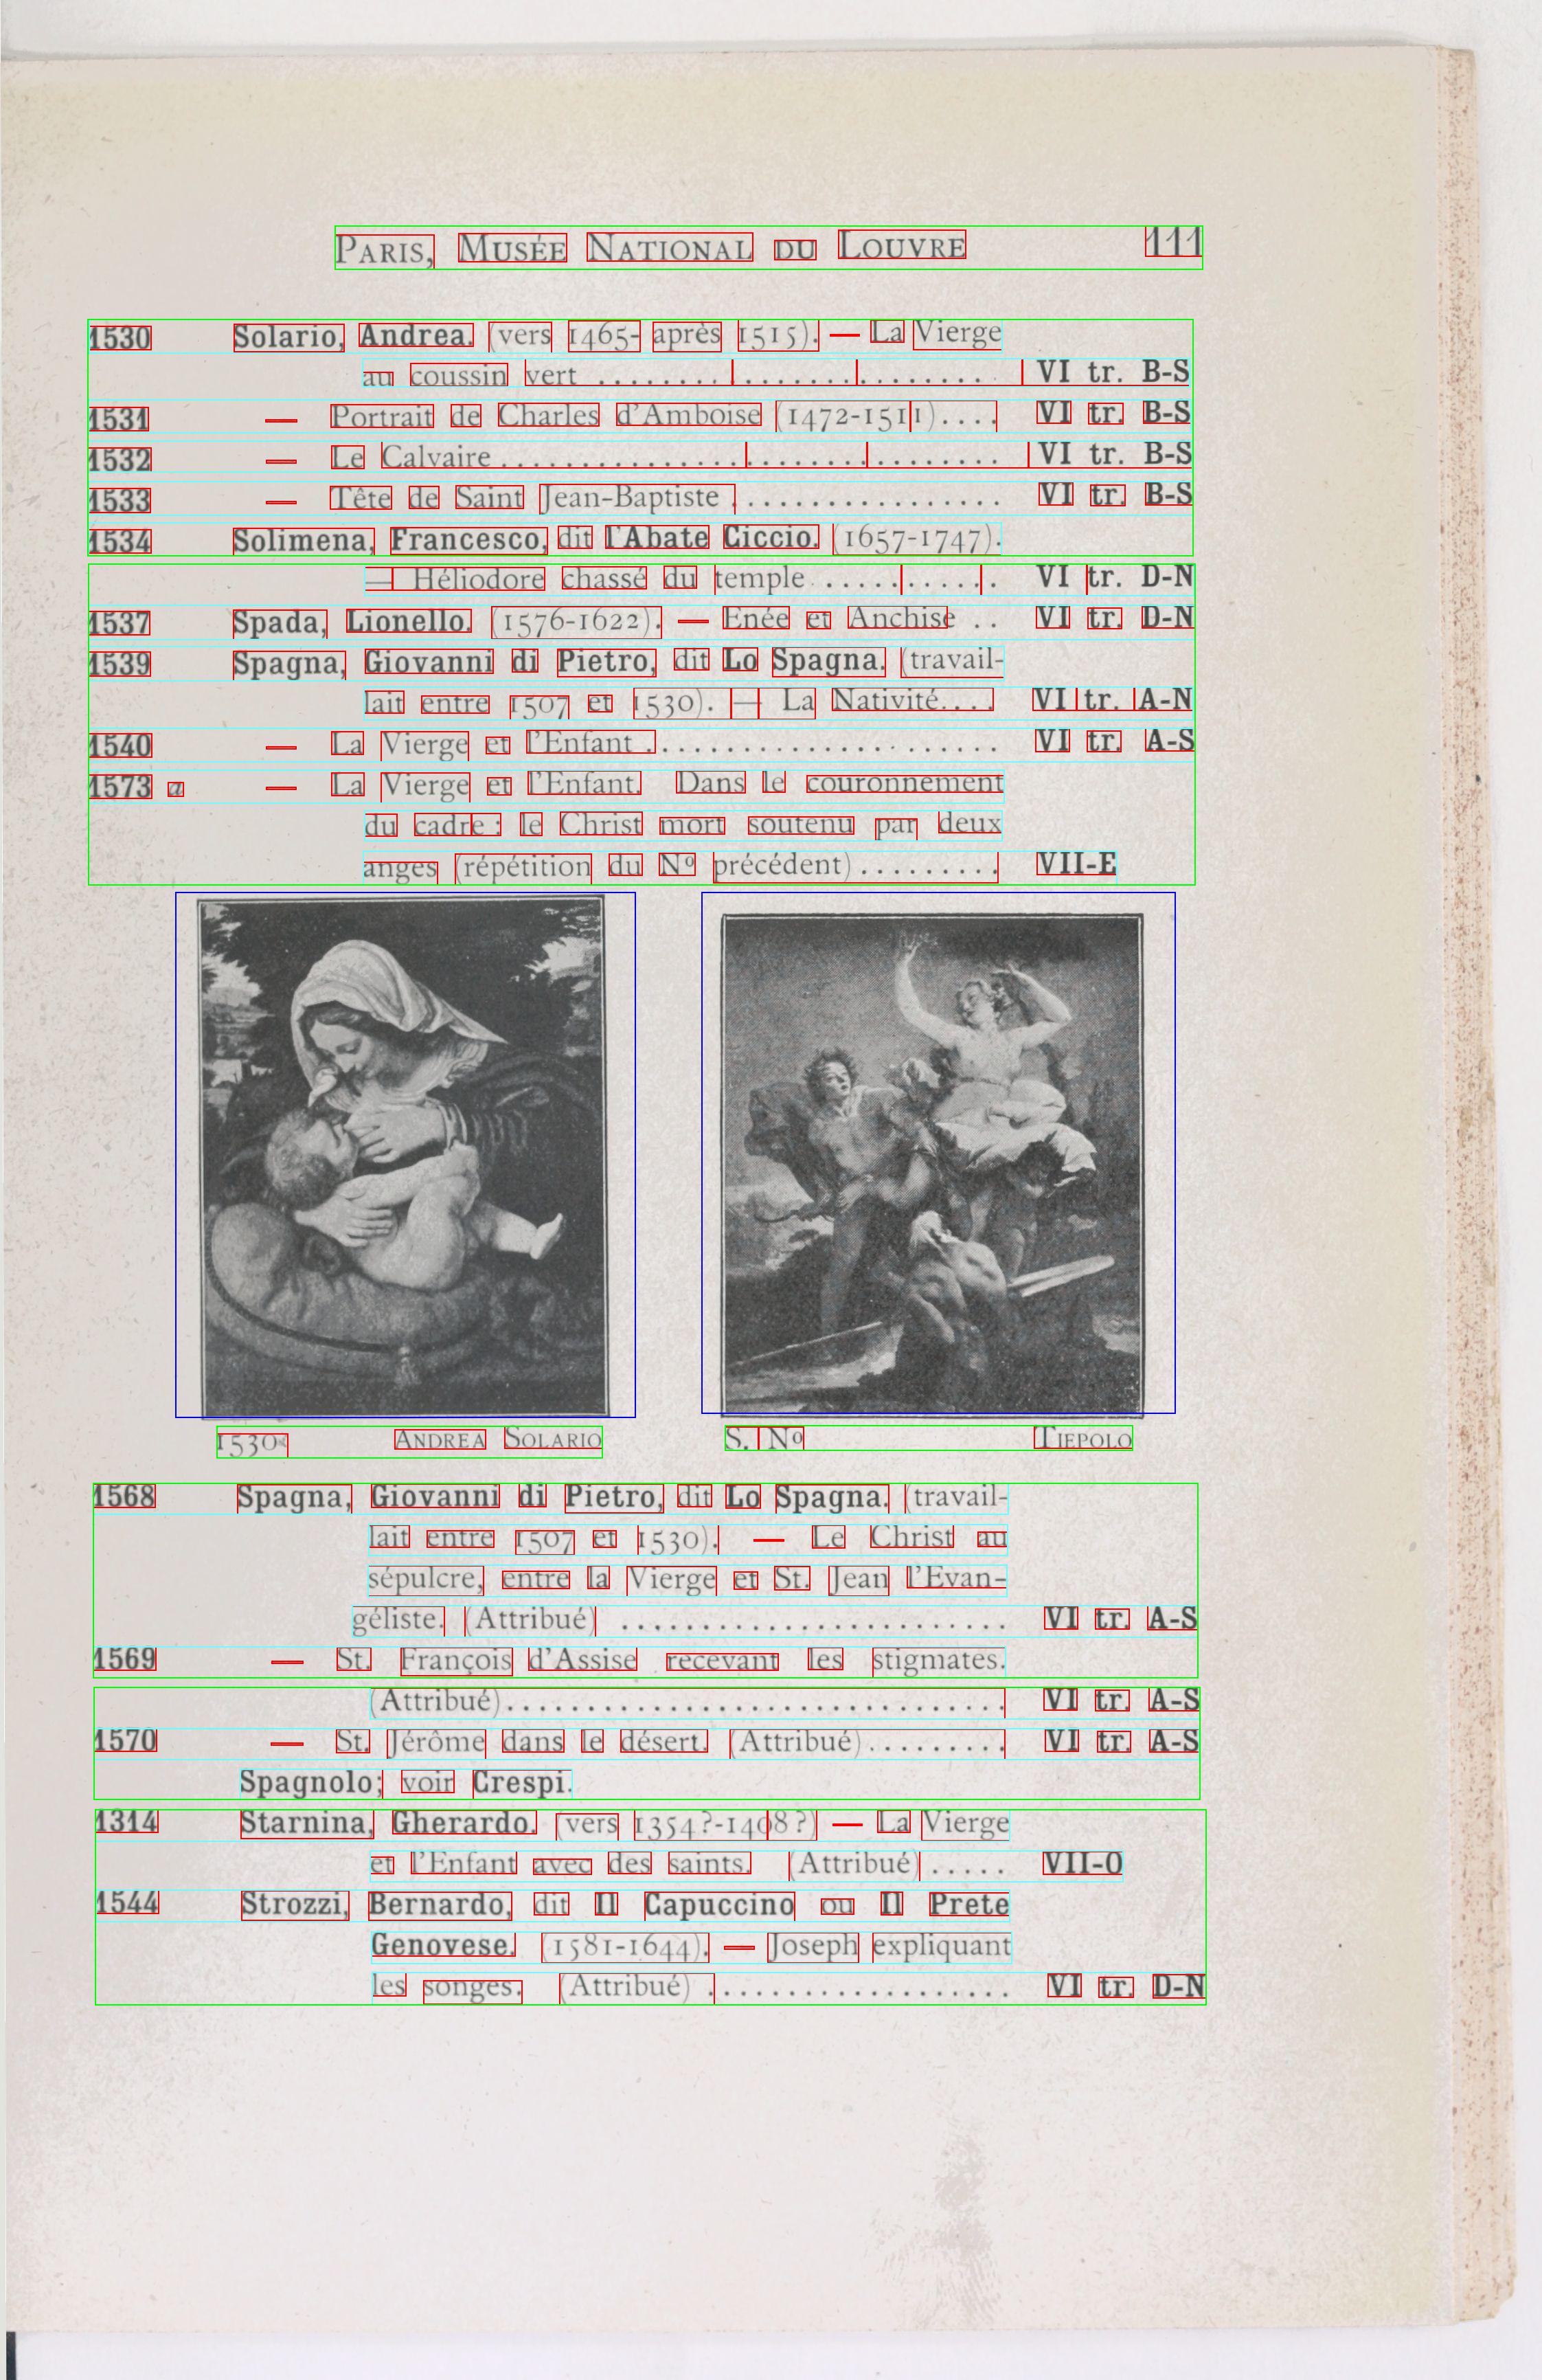 PARIS, MUSÉE NATIONAL DU LOUVRE 111
1530 Solario, Andrea. (vers 1465- après 1515). — La Vierge
au coussin vert .............................. VI tr. B-S
1531 — Portrait de Charles d'Amboise (1472-1511).... VI tr. B-S
1532 — Le Calvaire.................................. VI tr. B-S
1533 — Tête de Saint Jean-Baptiste ................. VI tr. B-S
1534 Solimena, Francesco, dit l'Abate Ciccio. (1657-1747).
— Héliodore chassé du temple ............. VI tr. D-N
1537 Spada, Lionello. (1576-1622). — Enée et Anchise .. VI tr. D-N
1539 Spagna, Giovanni di Pietro, dit Lo Spagna. (travail-
lait entre 1507 et 1530). — La Nativité.... VI tr. A-N
1540 — La Vierge et l'Enfant .......................... VI tr. A-S
1573 a — La Vierge et l'Enfant. Dans le couronnement
du cadre : le Christ mort soutenu par deux
anges (répétition du Nº précédent).......... VII-E
1530 ANDREA SOLARIO
S. Nº TIEPOLO
1568 Spagna, Giovanni di Pietro, dit Lo Spagna. (travail-
lait entre 1507 et 1530). — Le Christ au
sépulcre, entre la Vierge et St. Jean l'Evan-
géliste. (Attribué) ........................ VI tr. A-S
1569 — St. François d'Assise recevant les stigmates.
(Attribué)................................ VI tr. A-S
1570 — St. Jérôme dans le désert. (Attribué).......... VI tr. A-S
Spagnolo; voir Crespi.
1314 Starnina, Gherardo. (vers 1354?-1408?) — La Vierge
et l'Enfant avec des saints. (Attribué) ..... VII-O
1544 Strozzi, Bernardo, dit Il Capuccino ou Il Prete
Genovese. (1581-1644). — Joseph expliquant
les songes. (Attribué) ................... VI tr. D-N